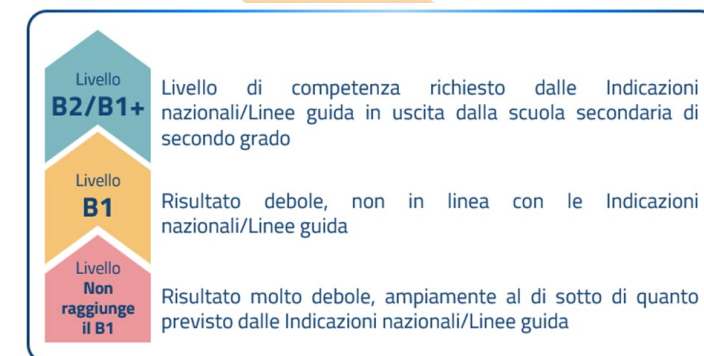 Livello
B2/B1+
Livello di competenza richiesto dalle Indicazioni
nazionali/Linee guida in uscita dalla scuola secondaria di
secondo grado
Livello
B1
Risultato debole, non in linea con le Indicazioni
nazionali/Linee guida
Livello
Non
raggiunge
il B1
Risultato molto debole, ampiamente al di sotto di quanto
previsto dalle Indicazioni nazionali/Linee guida